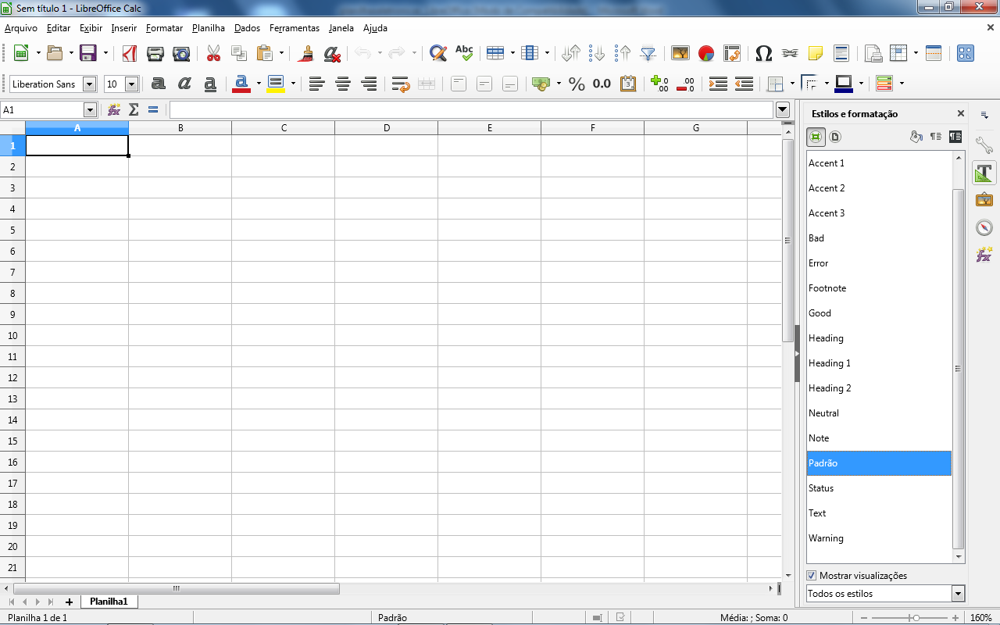 Sem título 1 - LibreOffice Calc
Arquivo Editar Exibir Inserir Formatar Planilha Dados Ferramentas Janela Ajuda
Abc
Liberation Sans 10 a a a a % 0.0
A1
Estilos e formatação
A B C D E F G
1
2
3
4
5
6
7
8
9
10
11
12
13
14
15
16
17
18
19
20
21
Accent 1
Accent 2
Accent 3
Bad
Error
Footnote
Good
Heading
Heading 1
Heading 2
Neutral
Note
Padrão
Status
Text
Warning
Mostrar visualizações
Todos os estilos
Planilha1
Planilha 1 de 1 Padrão Média: ; Soma: 0 160%